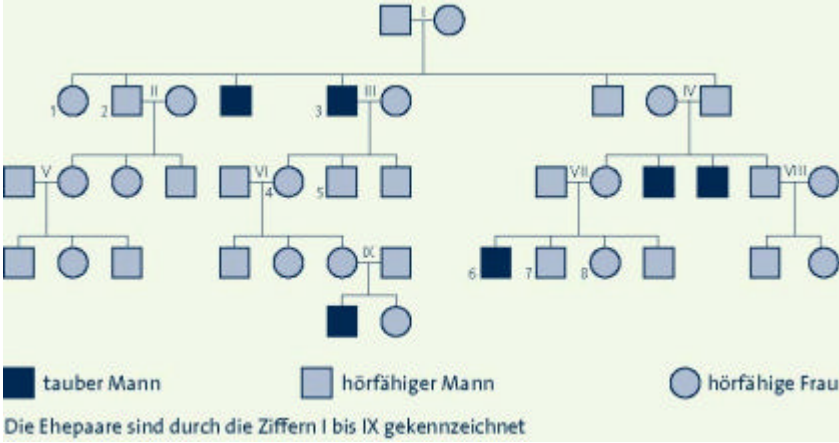 I
1 2 II 3 III IV
V VI 4 5 VII VIII
IX 6 7 8
tauber Mann hörfähiger Mann hörfähige Frau
Die Ehepaare sind durch die Ziffern I bis IX gekennzeichnet